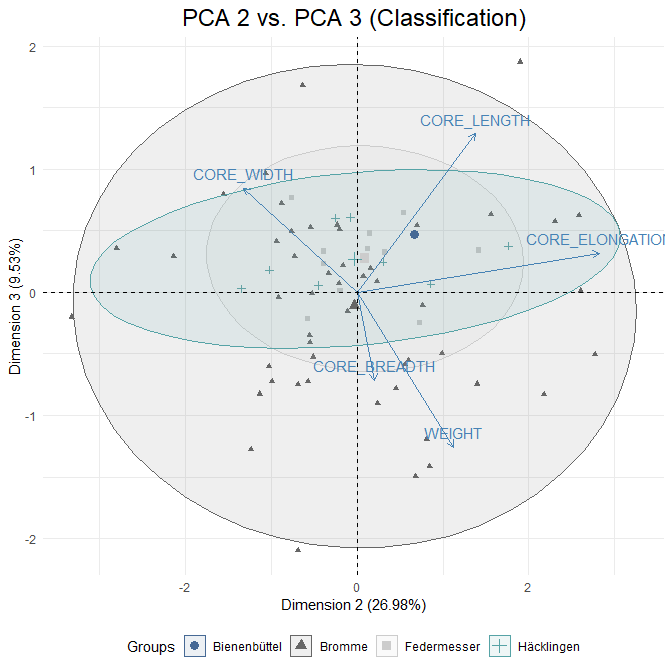 PCA 2 vs. PCA 3 (Classification)
2
CORE_LENGTH
1
CORE_WIDTH
CORE_ELONGATION
Dimension 3 (9.53%)
0
CORE_BREADTH
-1
WEIGHT
-2
-2 0 2
Dimension 2 (26.98%)
Groups Bienenbüttel Bromme Federmesser Häcklingen